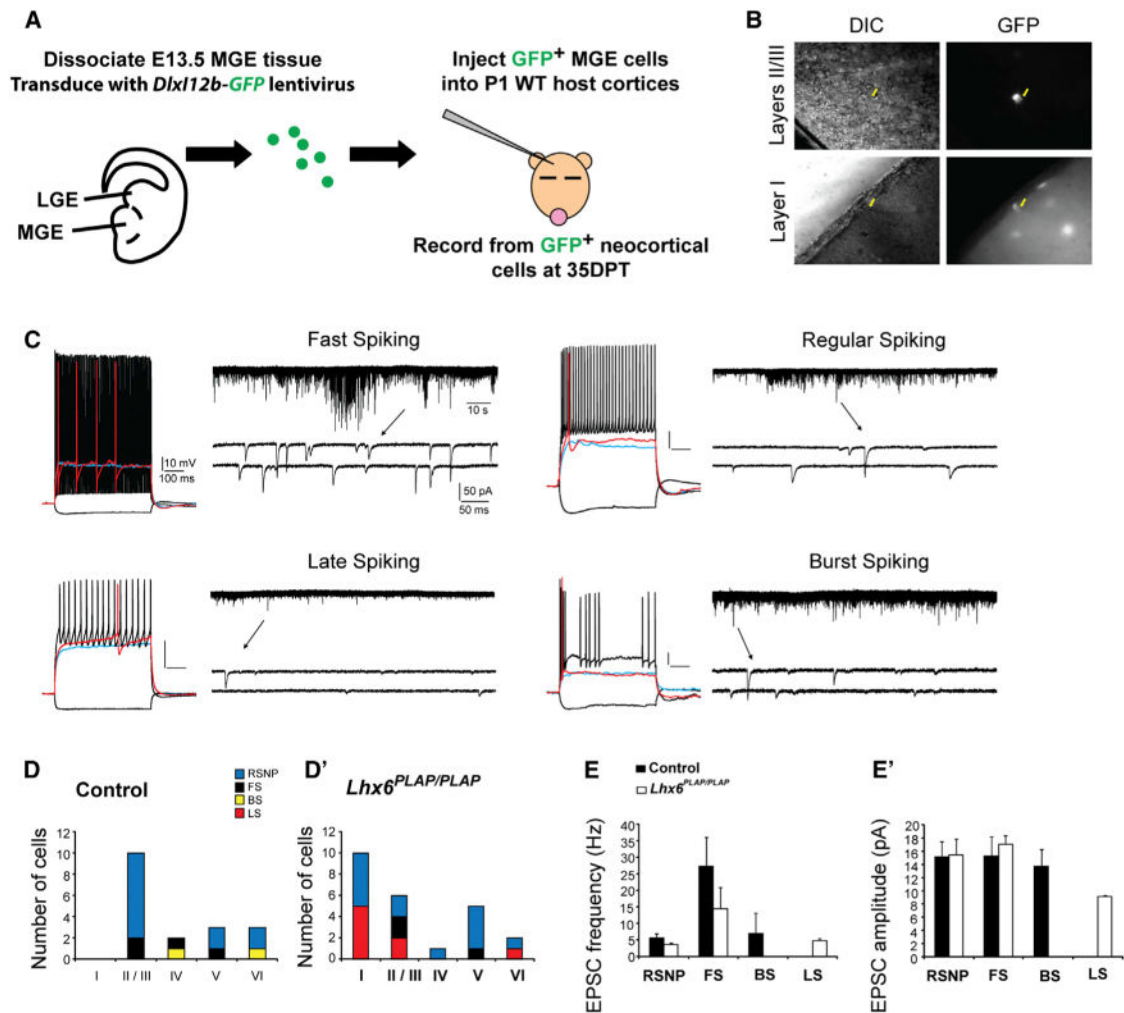 A
Dissociate E13.5 MGE tissue
Transduce with DlxI12b-GFP lentivirus
LGE
MGE
Inject GFP+ MGE cells
into P1 WT host cortices
Record from GFP+ neocortical
cells at 35DPT
B
DIC
GFP
Layers II/III
Layer I
C
Fast Spiking
10 s
10 mV
100 ms
50 pA
50 ms
Regular Spiking
Late Spiking
Burst Spiking
D
Control
RSNP
FS
BS
LS
Number of cells
12
10
8
6
4
2
0
I
II / III
IV
V
VI
D'
Lhx6PLAP/PLAP
Number of cells
12
10
8
6
4
2
0
I
II / III
IV
V
VI
E
Control
Lhx6PLAP/PLAP
EPSC frequency (Hz)
40
35
30
25
20
15
10
5
0
RSNP
FS
BS
LS
E'
EPSC amplitude (pA)
18
16
14
12
10
8
6
4
2
0
RSNP
FS
BS
LS